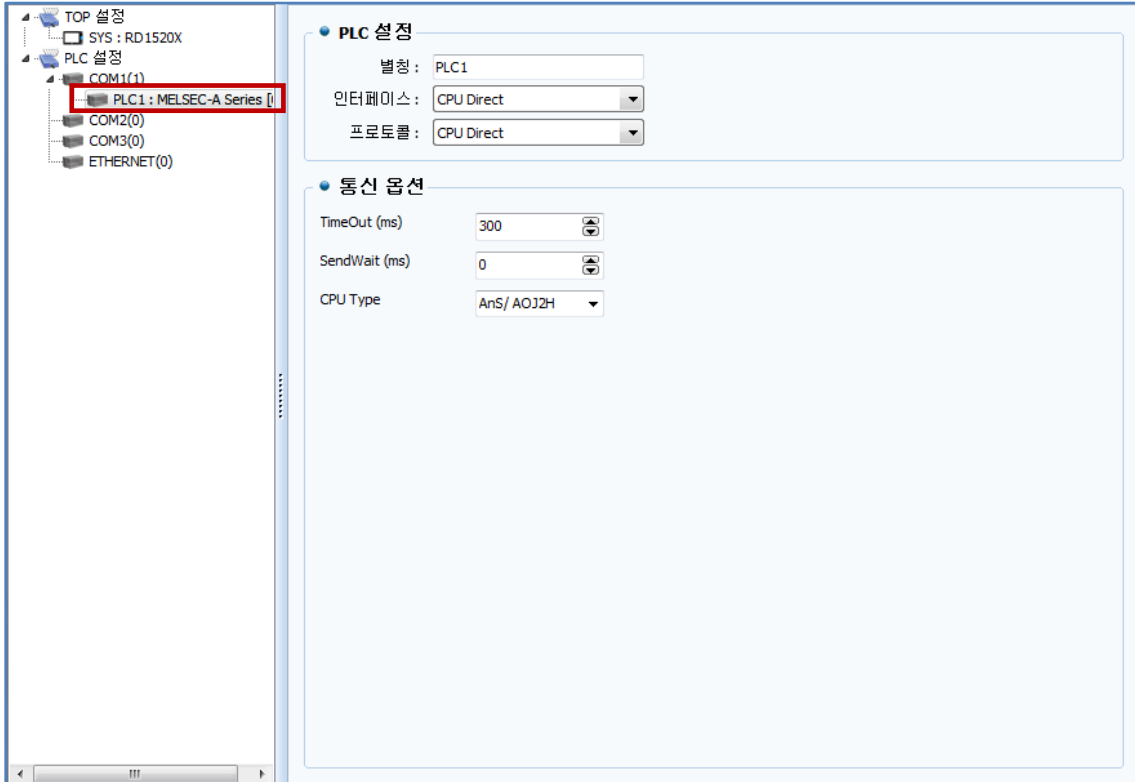 TOP 설정
SYS : RD1520X
PLC 설정
COM1(1)
PLC1 : MELSEC-A Series [
COM2(0)
COM3(0)
ETHERNET(0)
PLC 설정
별칭 : PLC1
인터페이스 : CPU Direct
프로토콜 : CPU Direct
통신 옵션
TimeOut (ms) 300
SendWait (ms) 0
CPU Type AnS/ AOJ2H